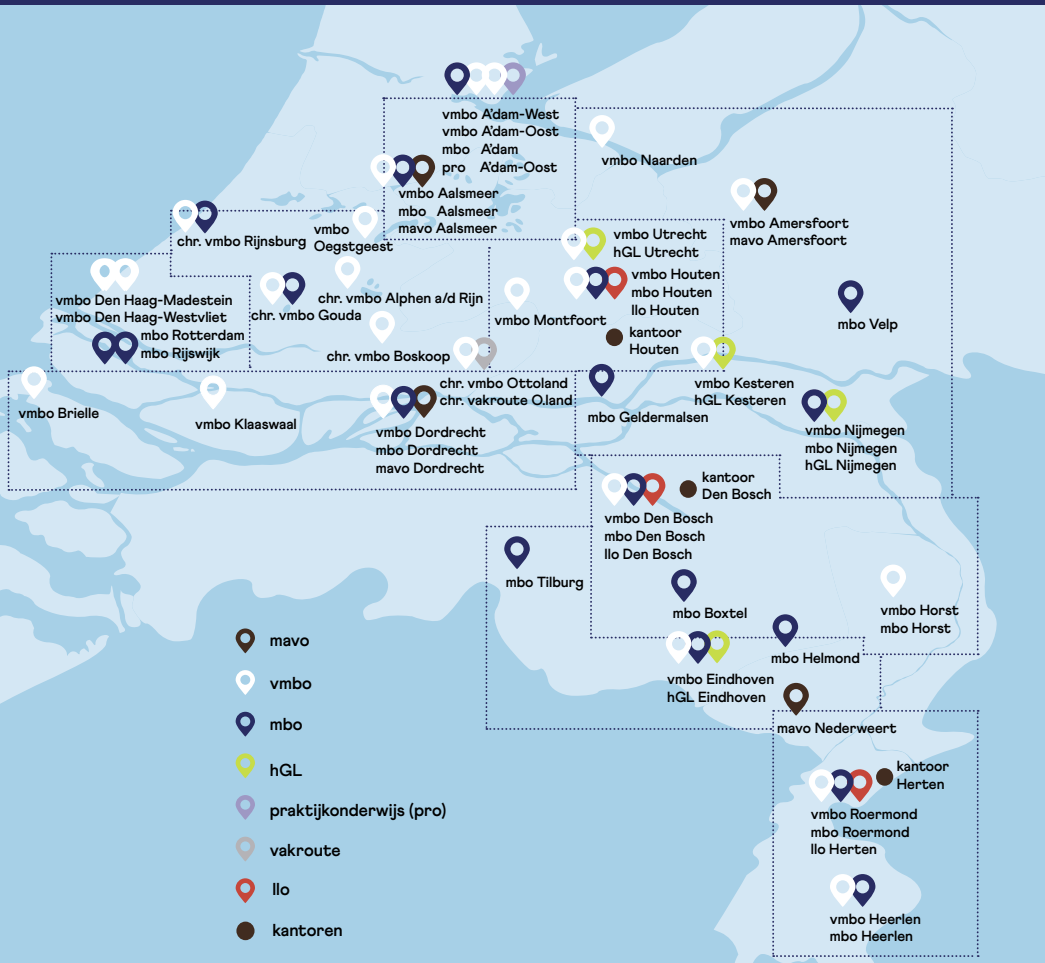 vmbo A'dam-West
vmbo A'dam-Oost
mbo A'dam
pro A'dam-Oost
vmbo Naarden
vmbo Aalsmeer
mbo Aalsmeer
mavo Aalsmeer
vmbo Amersfoort
mavo Amersfoort
chr. vmbo Rijnsburg
vmbo
Oegstgeest
vmbo Utrecht
hGL Utrecht
vmbo Houten
mbo Houten
llo Houten
vmbo Den Haag-Madestein
vmbo Den Haag-Westvliet
mbo Rotterdam
mbo Rijswijk
chr. vmbo Alphen a/d Rijn
chr. vmbo Gouda
vmbo Montfoort
kantoor
Houten
mbo Velp
chr. vmbo Boskoop
chr. vmbo Ottoland
chr. vakroute O.land
vmbo Kesteren
hGL Kesteren
vmbo Brielle
vmbo Klaaswaal
vmbo Dordrecht
mbo Dordrecht
mavo Dordrecht
mbo Geldermalsen
vmbo Nijmegen
mbo Nijmegen
hGL Nijmegen
kantoor
Den Bosch
vmbo Den Bosch
mbo Den Bosch
llo Den Bosch
mbo Tilburg
mbo Boxtel
vmbo Horst
mbo Horst
mbo Helmond
vmbo Eindhoven
hGL Eindhoven
mavo Nederweert
kantoor
Herten
vmbo Roermond
mbo Roermond
llo Herten
vmbo Heerlen
mbo Heerlen
mavo
vmbo
mbo
hGL
praktijkonderwijs (pro)
vakroute
llo
kantoren